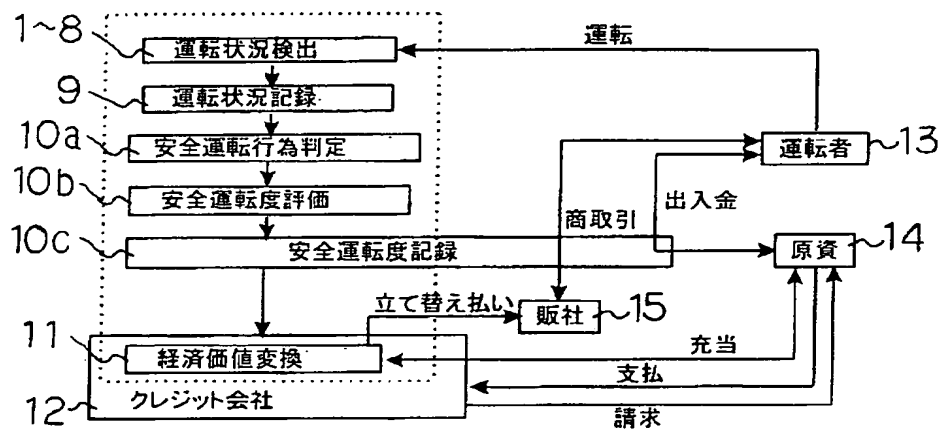 1~8
運転状況検出
運転
9
運転状況記録
10a
安全運転行為判定
運転者
13
10b
安全運転度評価
出入金
商取引
10c
安全運転度記録
原資
14
立て替え払い
販社
15
11
経済価値変換
充当
支払
12
クレジット会社
請求